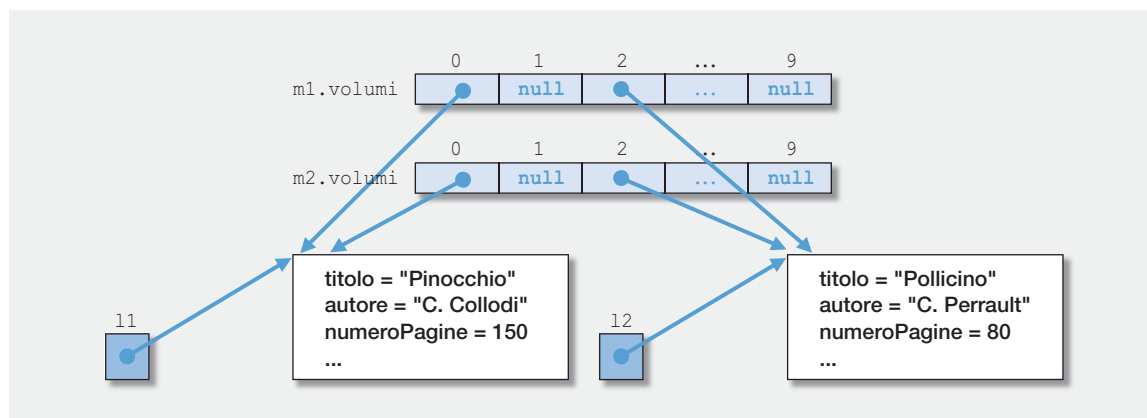 0 1 2 ... 9
m1.volumi null ... null
0 1 2 ... 9
m2.volumi null ... null
l1
titolo = "Pinocchio"
autore = "C. Collodi"
numeroPagine = 150
...
l2
titolo = "Pollicino"
autore = "C. Perrault"
numeroPagine = 80
...